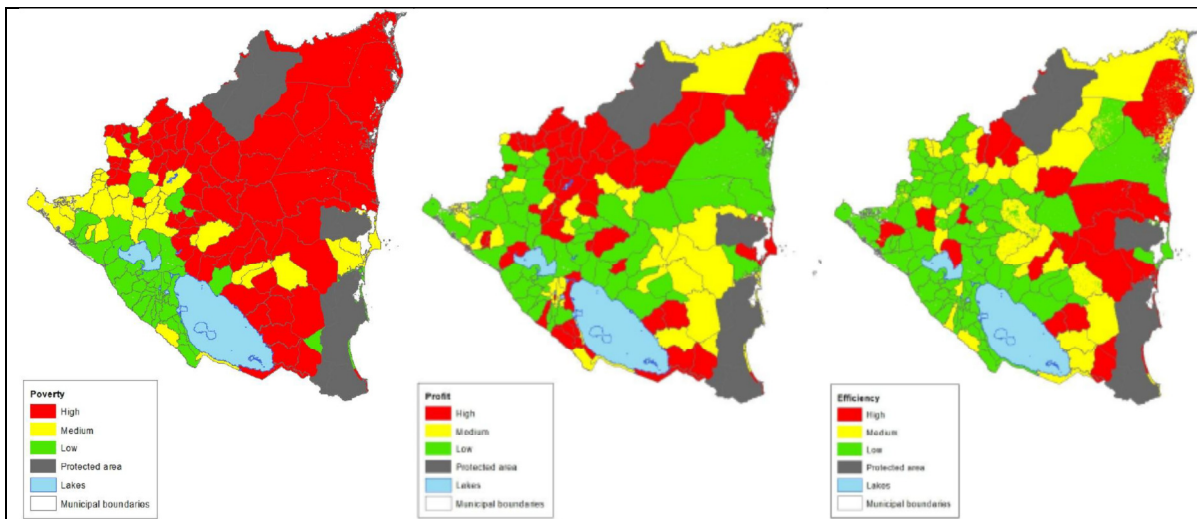 Poverty
High
Medium
Low
Protected area
Lakes
Municipal boundaries
Profit
High
Medium
Low
Protected area
Lakes
Municipal boundaries
Efficiency
High
Medium
Low
Protected area
Lakes
Municipal boundaries